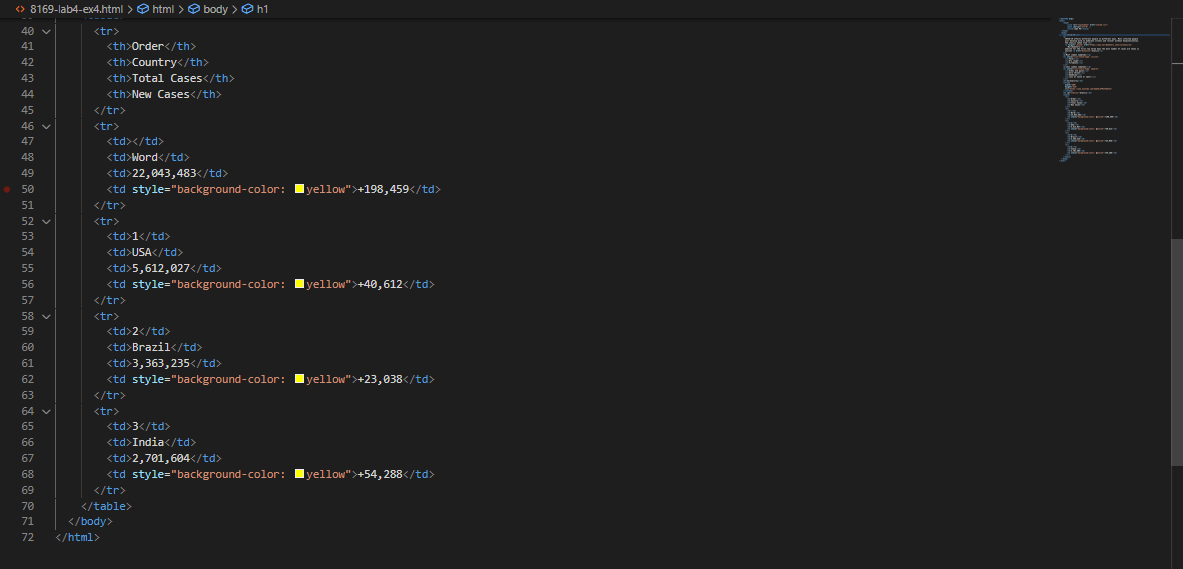 8169-lab4-ex4.html > html > body > h1
40 <tr>
41 <th>Order</th>
42 <th>Country</th>
43 <th>Total Cases</th>
44 <th>New Cases</th>
45 </tr>
46 <tr>
47 <td></td>
48 <td>Word</td>
49 <td>22,043,483</td>
50 <td style="background-color: yellow">+198,459</td>
51 </tr>
52 <tr>
53 <td>1</td>
54 <td>USA</td>
55 <td>5,612,027</td>
56 <td style="background-color: yellow">+40,612</td>
57 </tr>
58 <tr>
59 <td>2</td>
60 <td>Brazil</td>
61 <td>3,363,235</td>
62 <td style="background-color: yellow">+23,038</td>
63 </tr>
64 <tr>
65 <td>3</td>
66 <td>India</td>
67 <td>2,701,604</td>
68 <td style="background-color: yellow">+54,288</td>
69 </tr>
70 </table>
71 </body>
72 </html>